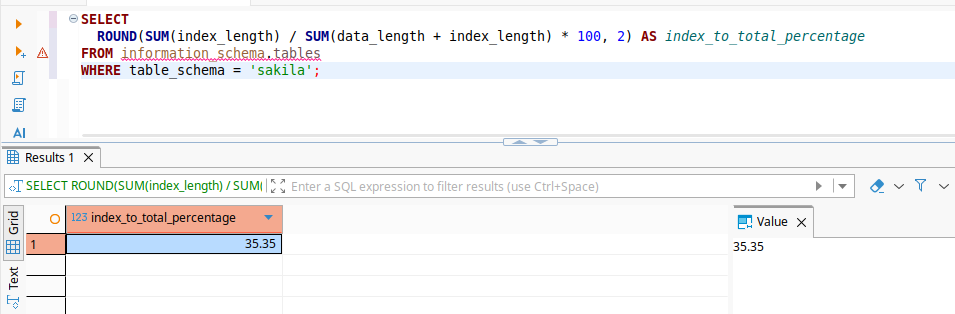 SELECT
ROUND(SUM(index_length) / SUM(data_length + index_length) * 100, 2) AS index_to_total_percentage
FROM information_schema.tables
WHERE table_schema = 'sakila';
AI
Results 1
SELECT ROUND(SUM(index_length) / SUM(
Enter a SQL expression to filter results (use Ctrl+Space)
Grid
Text
123 index_to_total_percentage
1 35.35
Value
35.35